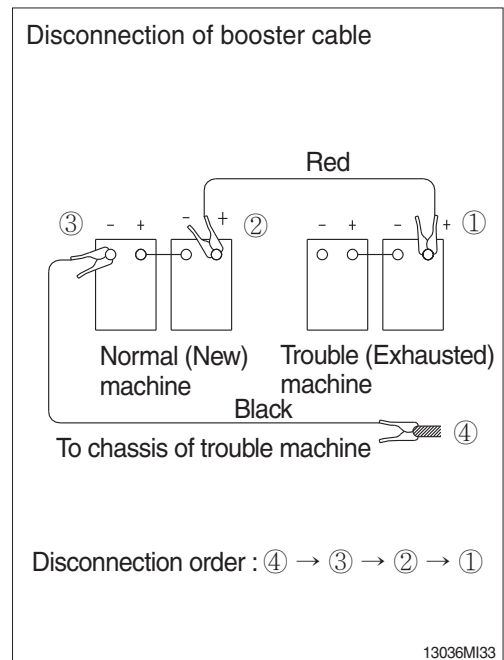 Disconnection of booster cable
Red
③ - + - + ② - + - + ①
Normal (New) Trouble (Exhausted)
machine machine
Black
To chassis of trouble machine ④
Disconnection order : ④ → ③ → ② → ①
13036MI33